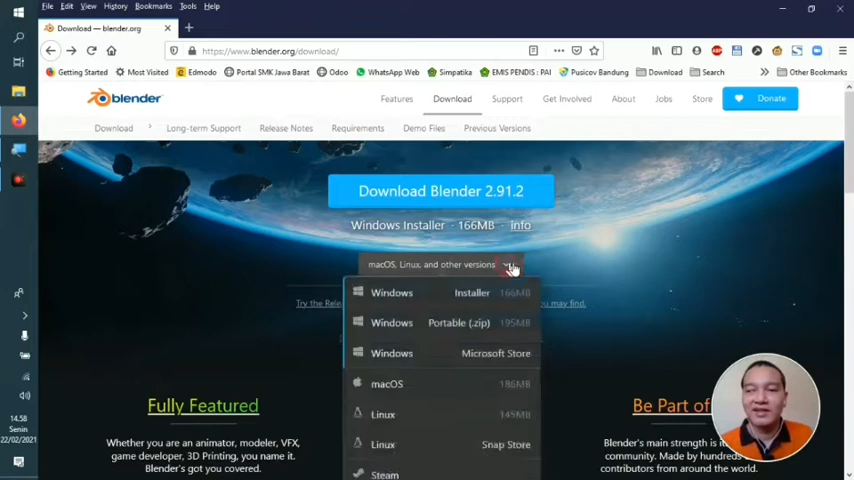 File Edit View History Bookmarks Tools Help
Download — blender.org
https://www.blender.org/download/
Getting Started Most Visited Edmodo Portal SMK Jawa Barat Odoo WhatsApp Web Simpatika EMIS PENDIS : PAI Pusicov Bandung Download Search Other Bookmarks
blender
Features Download Support Get Involved About Jobs Store Donate
Download Long-term Support Release Notes Requirements Demo Files Previous Versions
Download Blender 2.91.2
Windows Installer · 166MB · Info
macOS, Linux, and other versions
Windows Installer 166MB
Try the Rele
ou may find.
Windows Portable (.zip) 195MB
Windows Microsoft Store
macOS 186MB
Linux 145MB
Linux Snap Store
Steam
Fully Featured
Whether you are an animator, modeler, VFX,
game developer, 3D Printing, you name it.
Blender's got you covered.
Be Part of
Blender's main strength is it
community. Made by hundreds
contributors from around the world.
14.58
Senin
22/02/2021